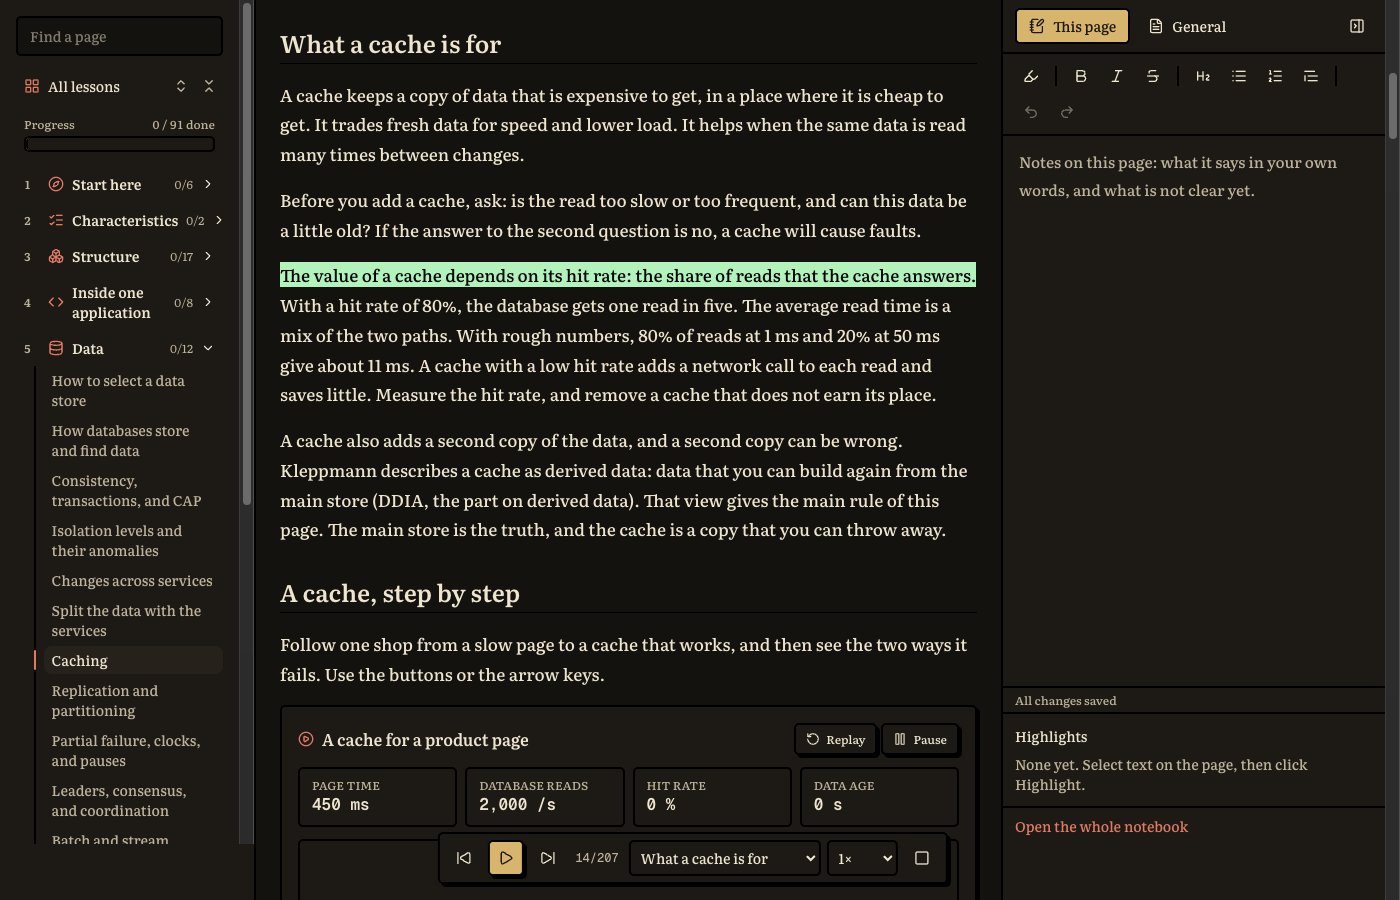 Find a page
All lessons
Progress 0 / 91 done
1 Start here 0/6
2 Characteristics 0/2
3 Structure 0/17
4 Inside one
application 0/8
5 Data 0/12
How to select a data
store
How databases store
and find data
Consistency,
transactions, and CAP
Isolation levels and
their anomalies
Changes across services
Split the data with the
services
Caching
Replication and
partitioning
Partial failure, clocks,
and pauses
Leaders, consensus,
and coordination
Batch and stream
What a cache is for
A cache keeps a copy of data that is expensive to get, in a place where it is cheap to
get. It trades fresh data for speed and lower load. It helps when the same data is read
many times between changes.
Before you add a cache, ask: is the read too slow or too frequent, and can this data be
a little old? If the answer to the second question is no, a cache will cause faults.
The value of a cache depends on its hit rate: the share of reads that the cache answers.
With a hit rate of 80%, the database gets one read in five. The average read time is a
mix of the two paths. With rough numbers, 80% of reads at 1 ms and 20% at 50 ms
give about 11 ms. A cache with a low hit rate adds a network call to each read and
saves little. Measure the hit rate, and remove a cache that does not earn its place.
A cache also adds a second copy of the data, and a second copy can be wrong.
Kleppmann describes a cache as derived data: data that you can build again from the
main store (DDIA, the part on derived data). That view gives the main rule of this
page. The main store is the truth, and the cache is a copy that you can throw away.
A cache, step by step
Follow one shop from a slow page to a cache that works, and then see the two ways it
fails. Use the buttons or the arrow keys.
A cache for a product page
Replay
Pause
PAGE TIME
450 ms
DATABASE READS
2,000 /s
HIT RATE
0 %
DATA AGE
0 s
14/207
What a cache is for
1×
This page
General
B I S H2
Notes on this page: what it says in your own
words, and what is not clear yet.
All changes saved
Highlights
None yet. Select text on the page, then click
Highlight.
Open the whole notebook